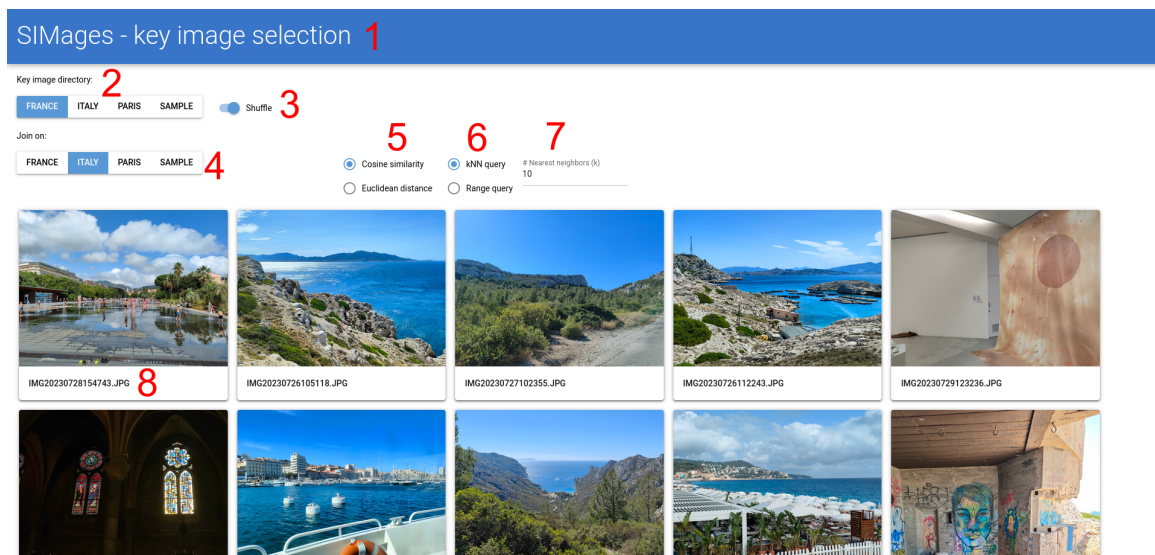 SIMages - key image selection 1
Key image directory: 2
FRANCE ITALY PARIS SAMPLE Shuffle 3
Join on:
FRANCE ITALY PARIS SAMPLE 4
5 6 7
Cosine similarity kNN query # Nearest neighbors (k)
10
Euclidean distance Range query
IMG20230728154743.JPG 8 IMG20230726105118.JPG IMG20230727102355.JPG IMG20230726112243.JPG IMG20230729123236.JPG